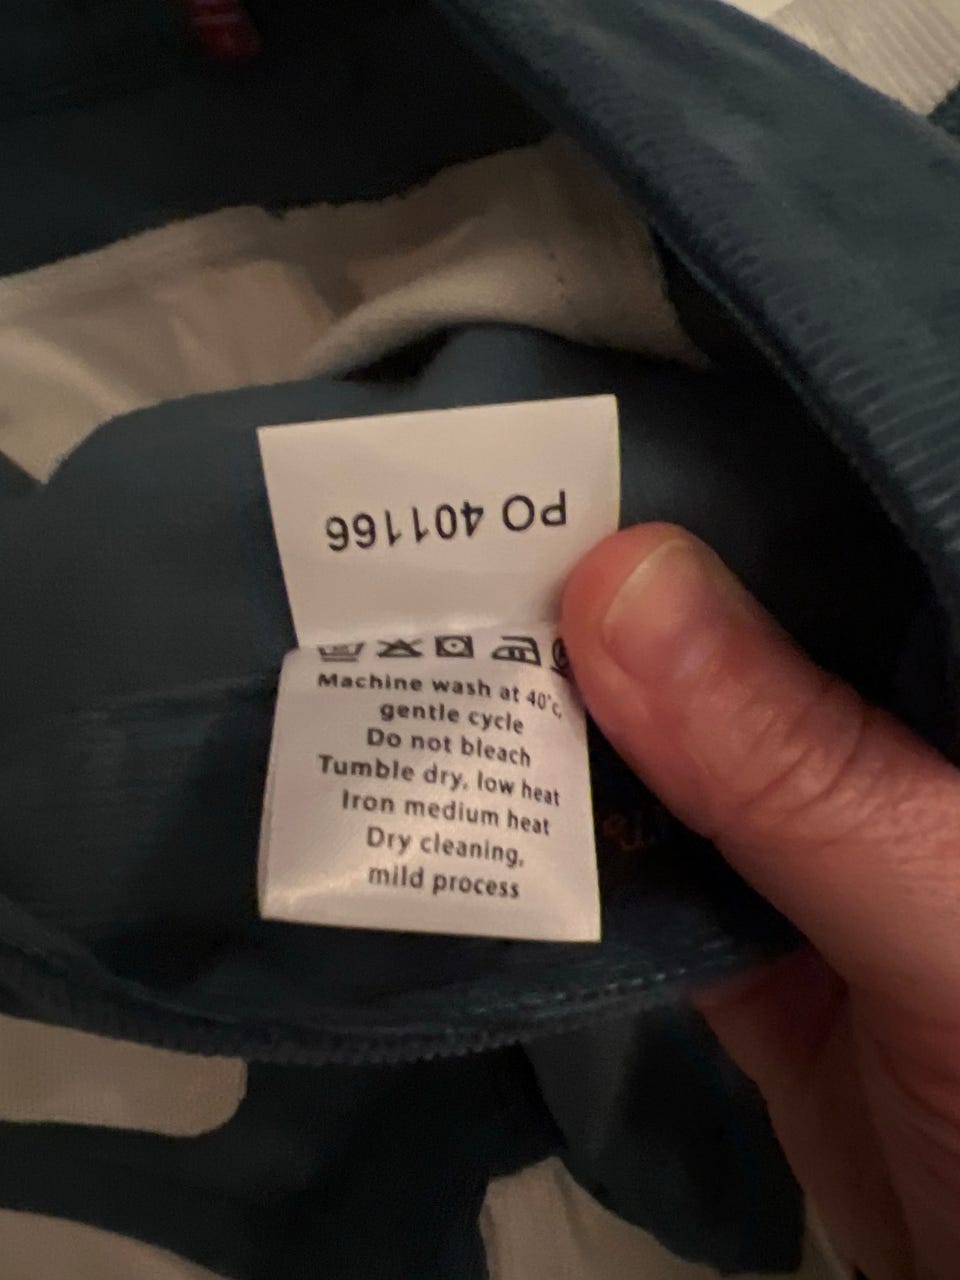 PO 401166
Machine wash at 40°c,
gentle cycle
Do not bleach
Tumble dry, low heat
Iron medium heat
Dry cleaning,
mild process